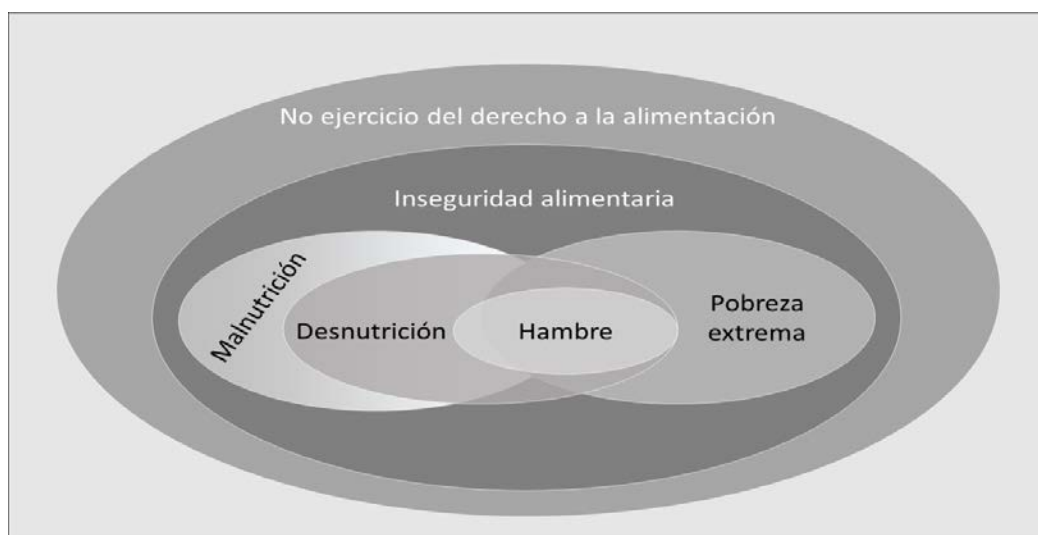 No ejercicio del derecho a la alimentación
Inseguridad alimentaria
Malnutrición
Desnutrición
Hambre
Pobreza
extrema